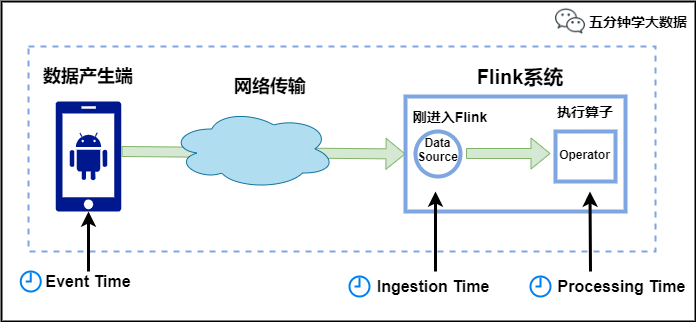 五分钟学大数据
数据产生端
网络传输
Flink系统
刚进入Flink
执行算子
Data
Source
Operator
Event Time
Ingestion Time
Processing Time